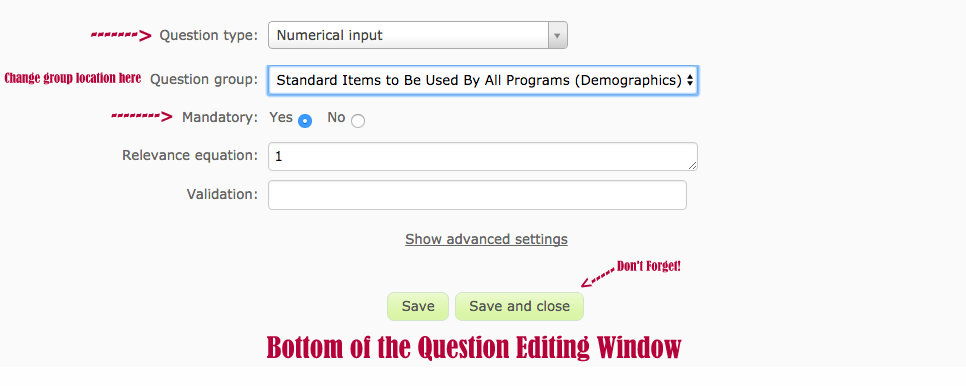 Question type: Numerical input
Change group location here Question group: Standard Items to Be Used By All Programs (Demographics)
Mandatory: Yes No
Relevance equation: 1
Validation:
Show advanced settings
Don't Forget!
Save Save and close
Bottom of the Question Editing Window